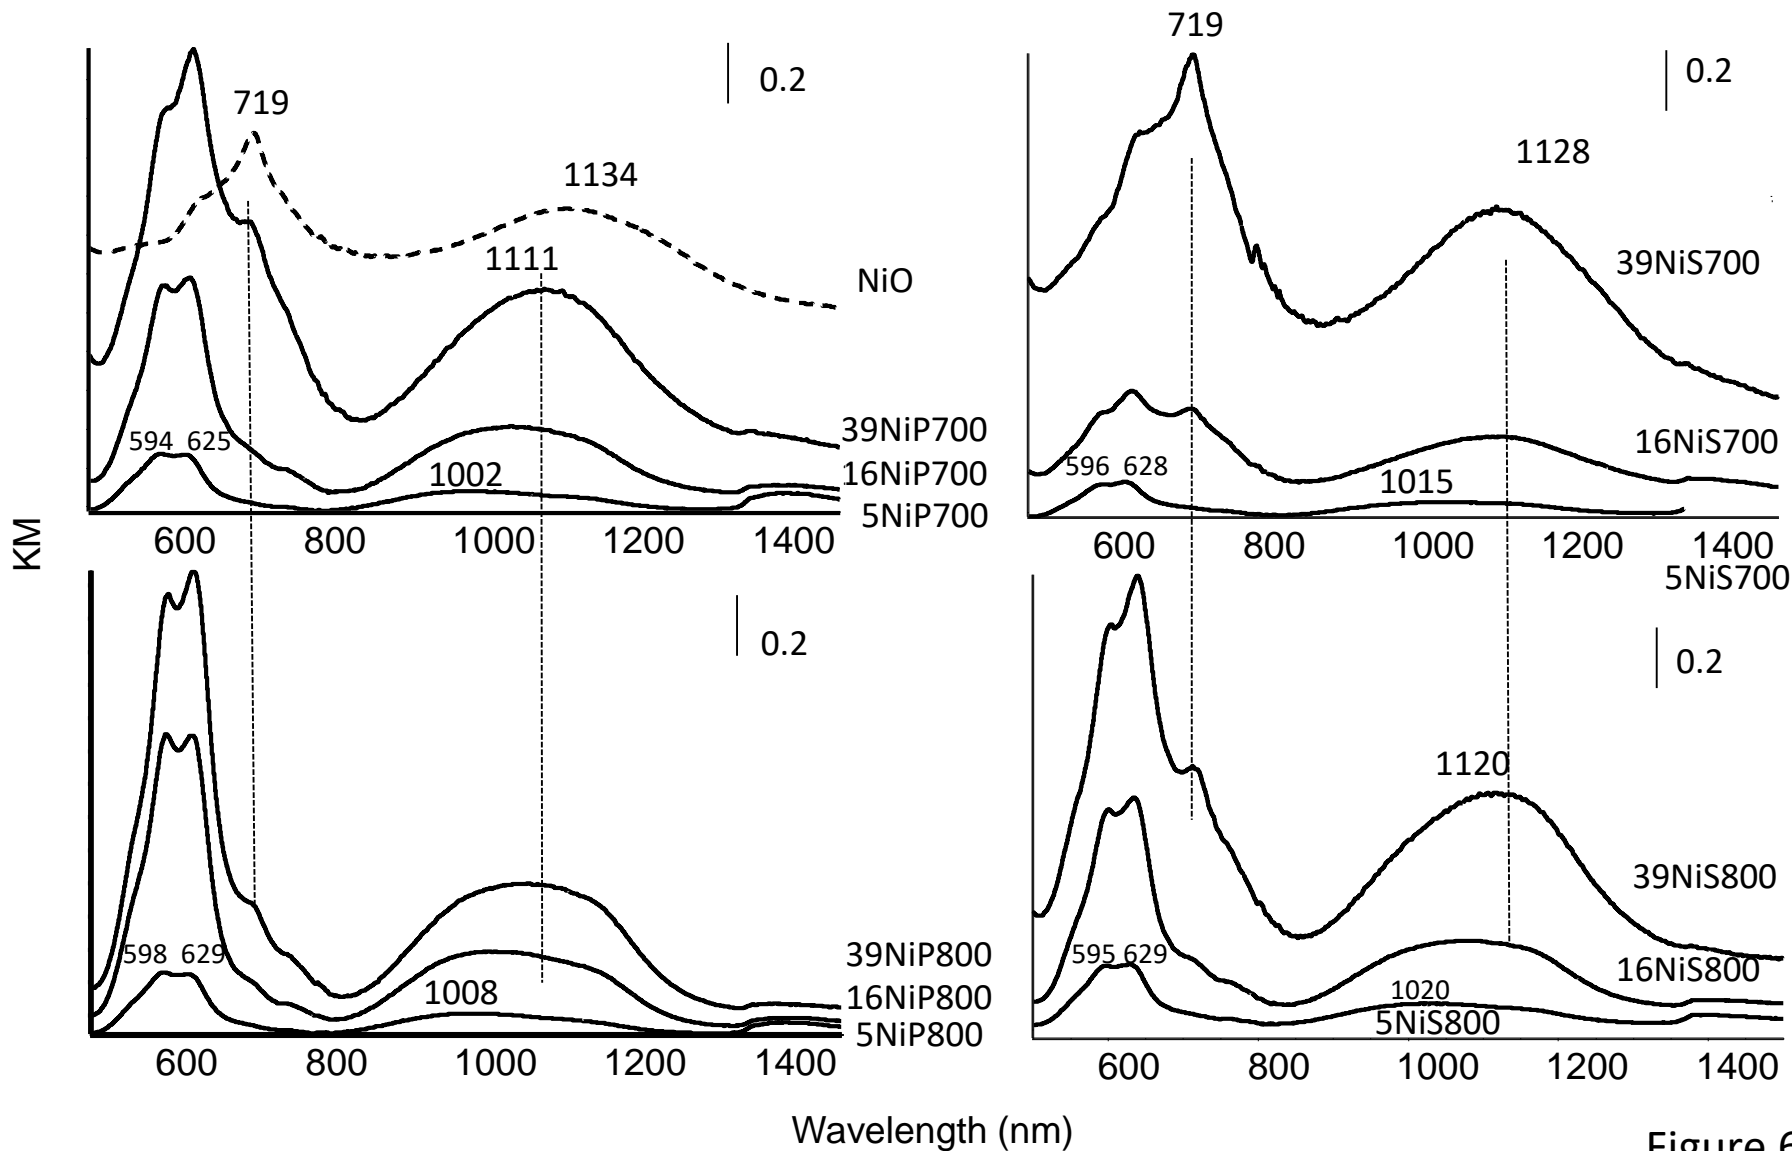 719
0.2
1134
1111
NiO
39NiP700
594 625
16NiP700
1002
5NiP700
600 800 1000 1200 1400
719
0.2
1128
39NiS700
16NiS700
596 628
1015
600 800 1000 1200 1400
5NiS700
KM
0.2
598 629
39NiP800
1008
16NiP800
5NiP800
600 800 1000 1200 1400
0.2
1120
39NiS800
595 629
16NiS800
1020
5NiS800
600 800 1000 1200 1400
Wavelength (nm)
Figure 6